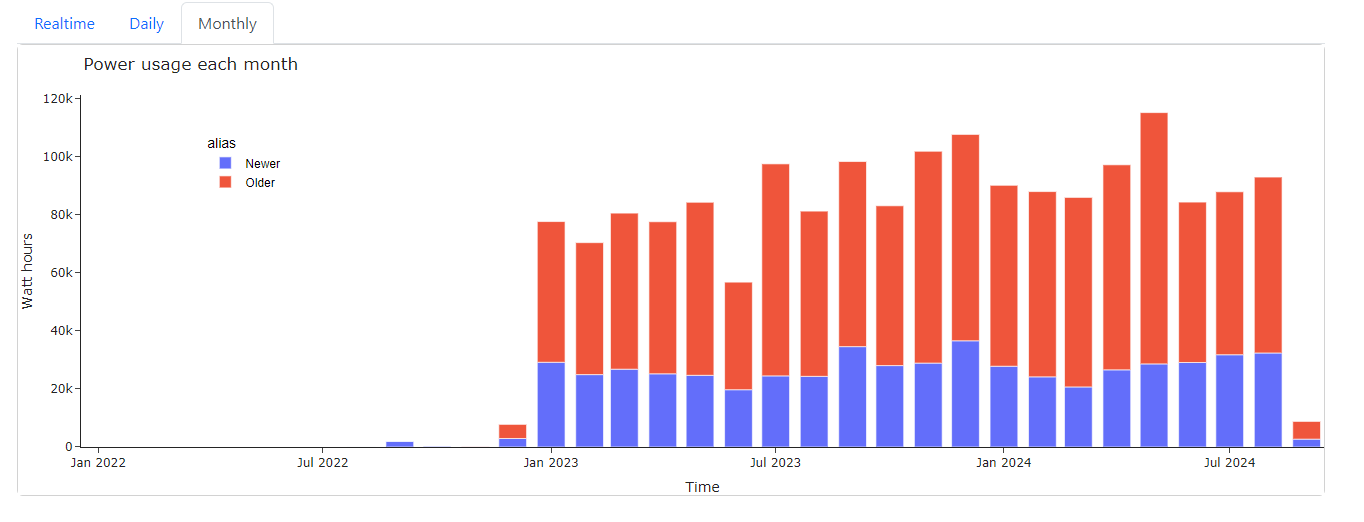 Realtime Daily Monthly
Power usage each month
120k
100k
80k
60k
40k
20k
0
Watt hours
alias
Newer
Older
Jan 2022 Jul 2022 Jan 2023 Jul 2023 Jan 2024 Jul 2024
Time